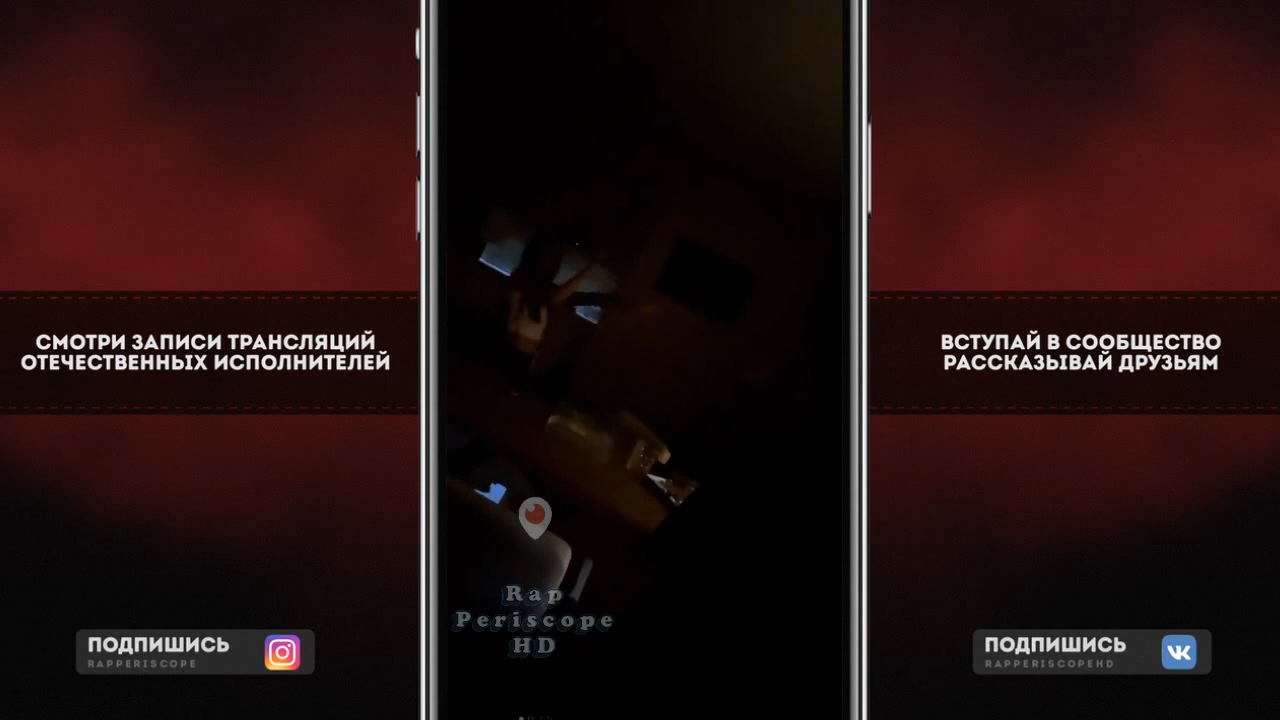 СМОТРИ ЗАПИСИ ТРАНСЛЯЦИЙ
ОТЕЧЕСТВЕННЫХ ИСПОЛНИТЕЛЕЙ
ВСТУПАЙ В СООБЩЕСТВО
РАССКАЗЫВАЙ ДРУЗЬЯМ
Rap
Periscope
HD
ПОДПИШИСЬ
RAPPERISCOPE
ПОДПИШИСЬ
RAPPERISCOPEHD